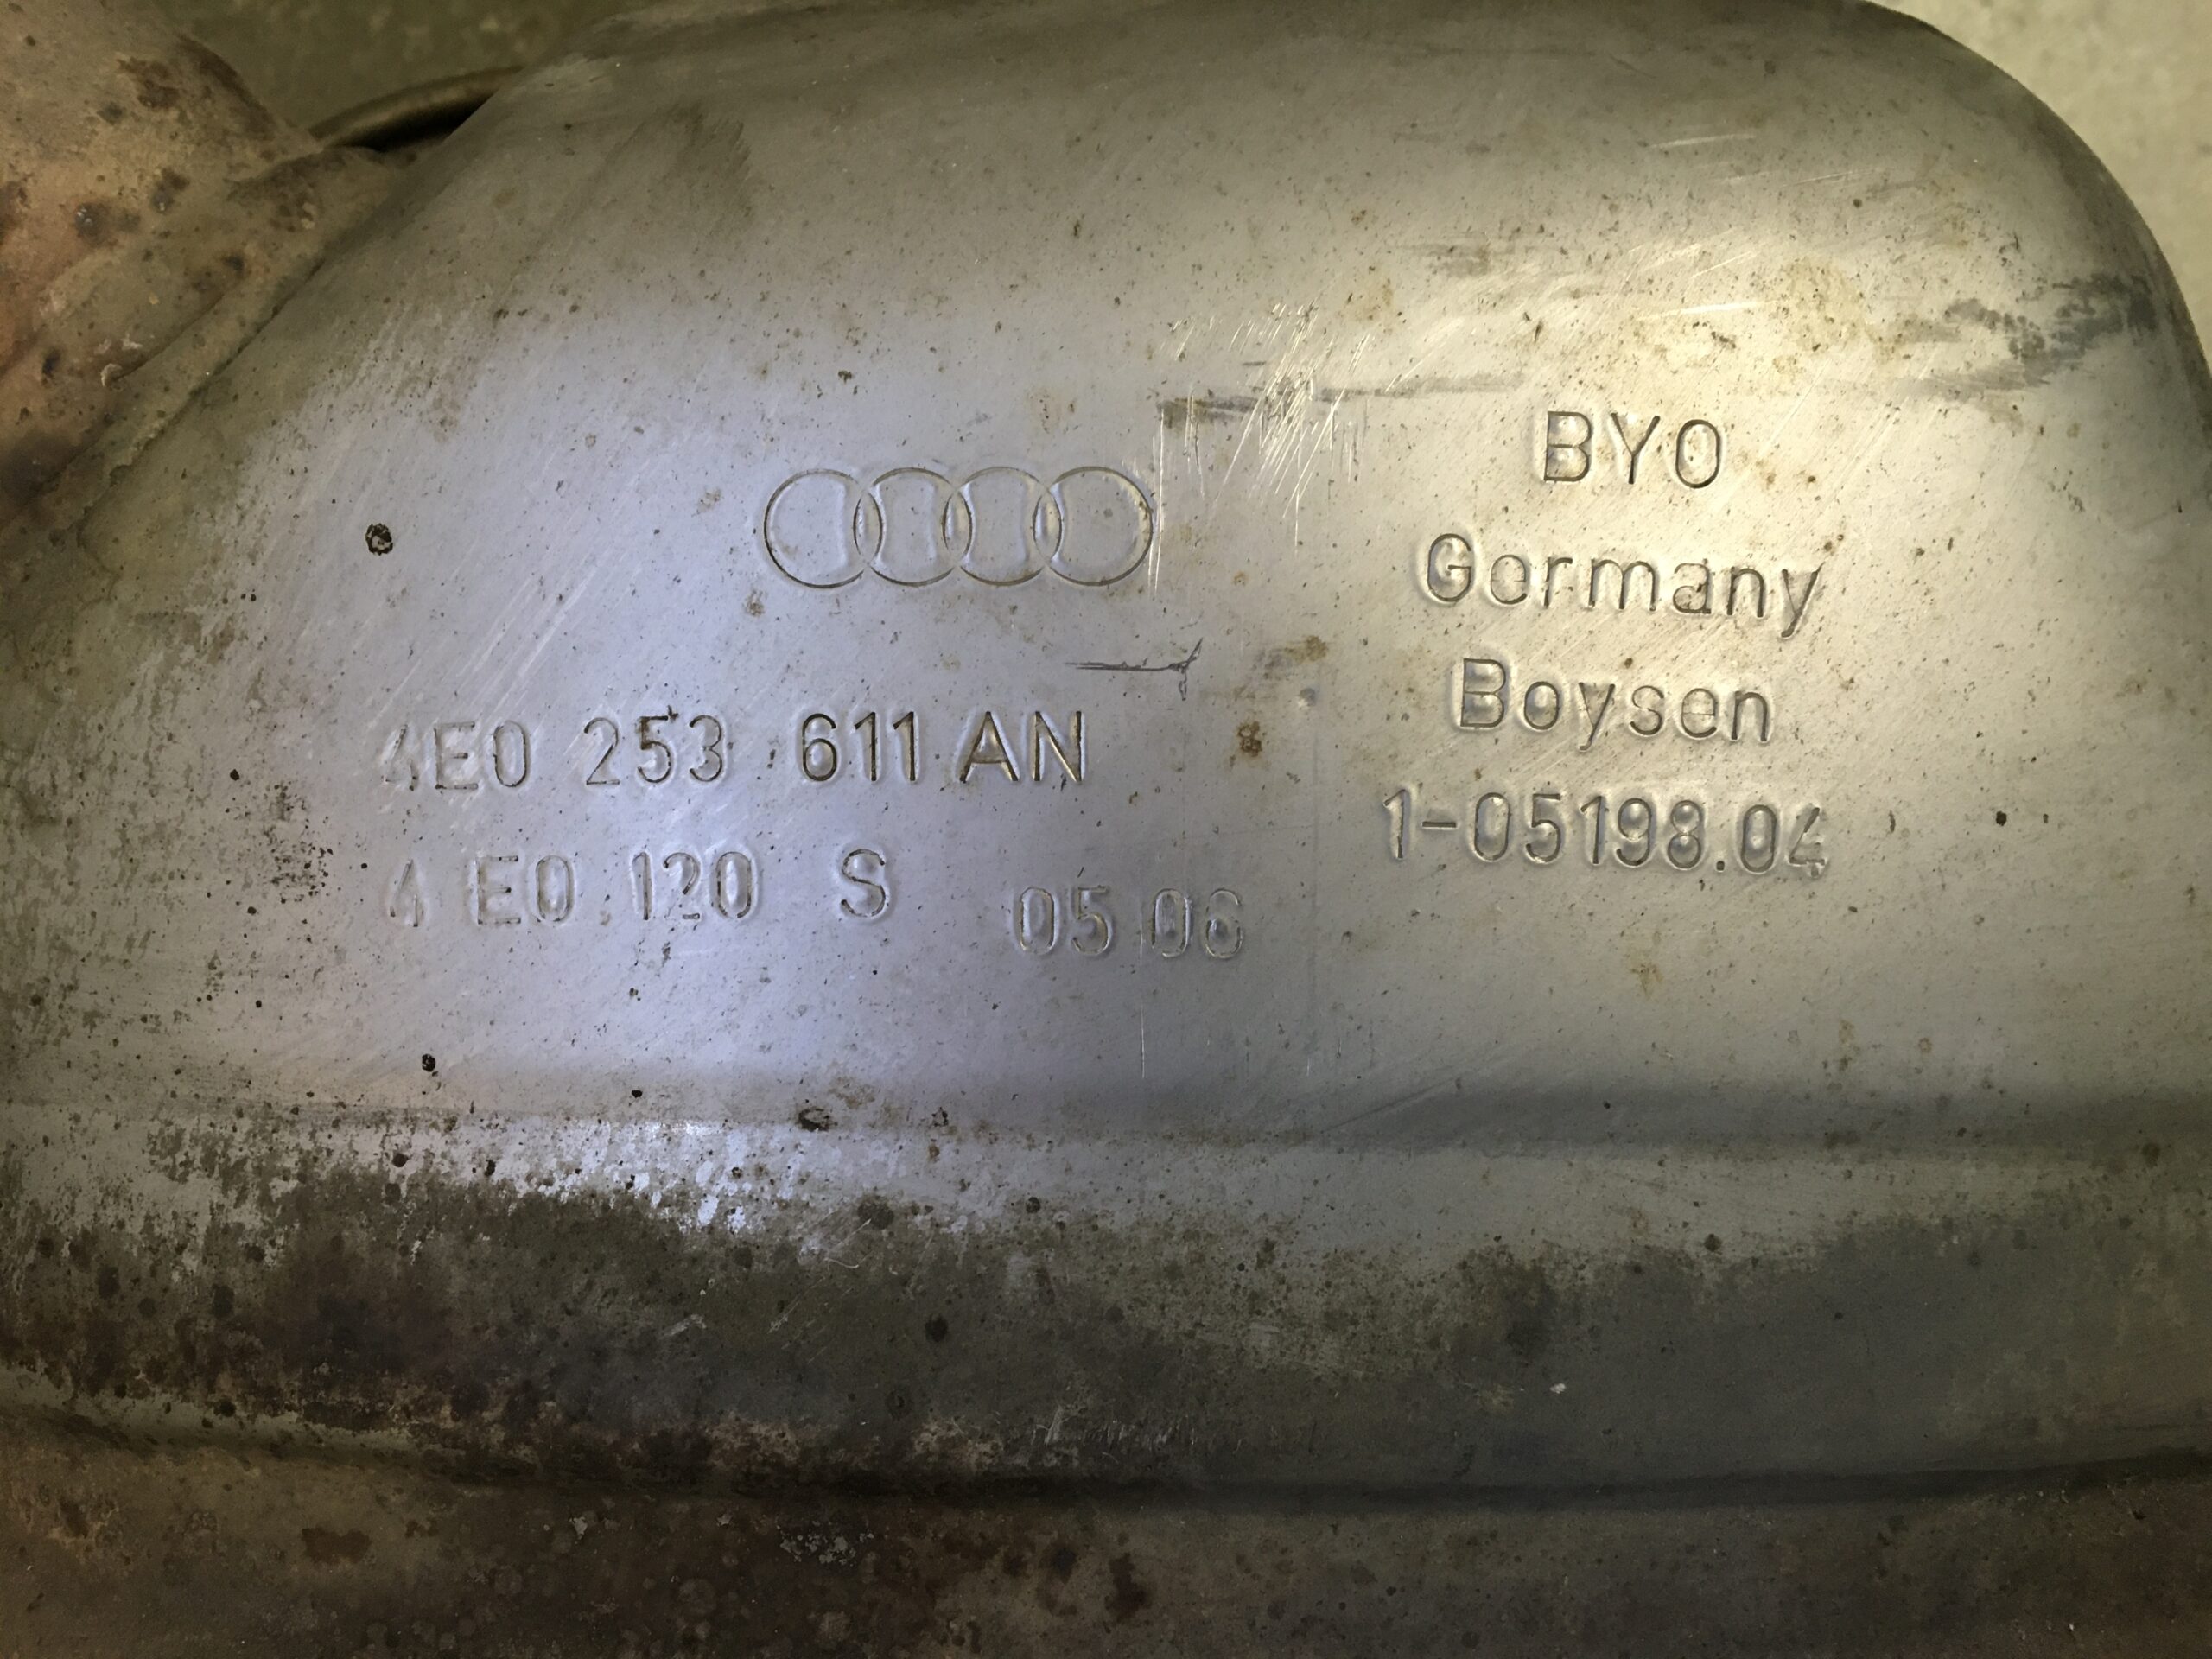 4E0 253 611 AN
4 E0 120 S
05 06
BYO
Germany
Boysen
1-05198.04